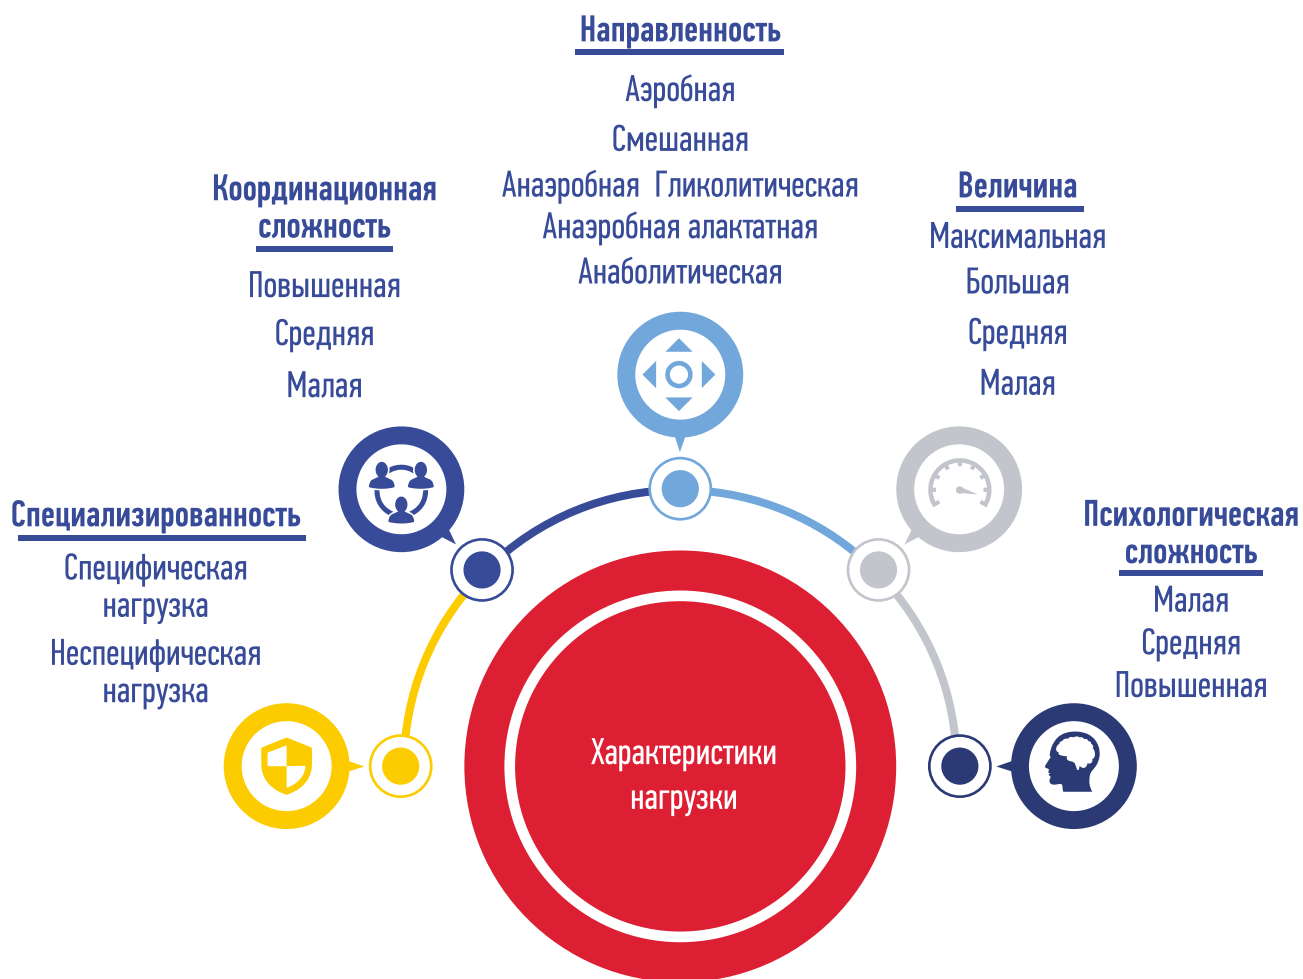 Направленность
Аэробная
Смешанная
Анаэробная Гликолитическая
Анаэробная алактатная
Анаболитическая
Координационная
сложность
Повышенная
Средняя
Малая
Величина
Максимальная
Большая
Средняя
Малая
Специализированность
Специфическая
нагрузка
Неспецифическая
нагрузка
Психологическая
сложность
Малая
Средняя
Повышенная
Характеристики
нагрузки